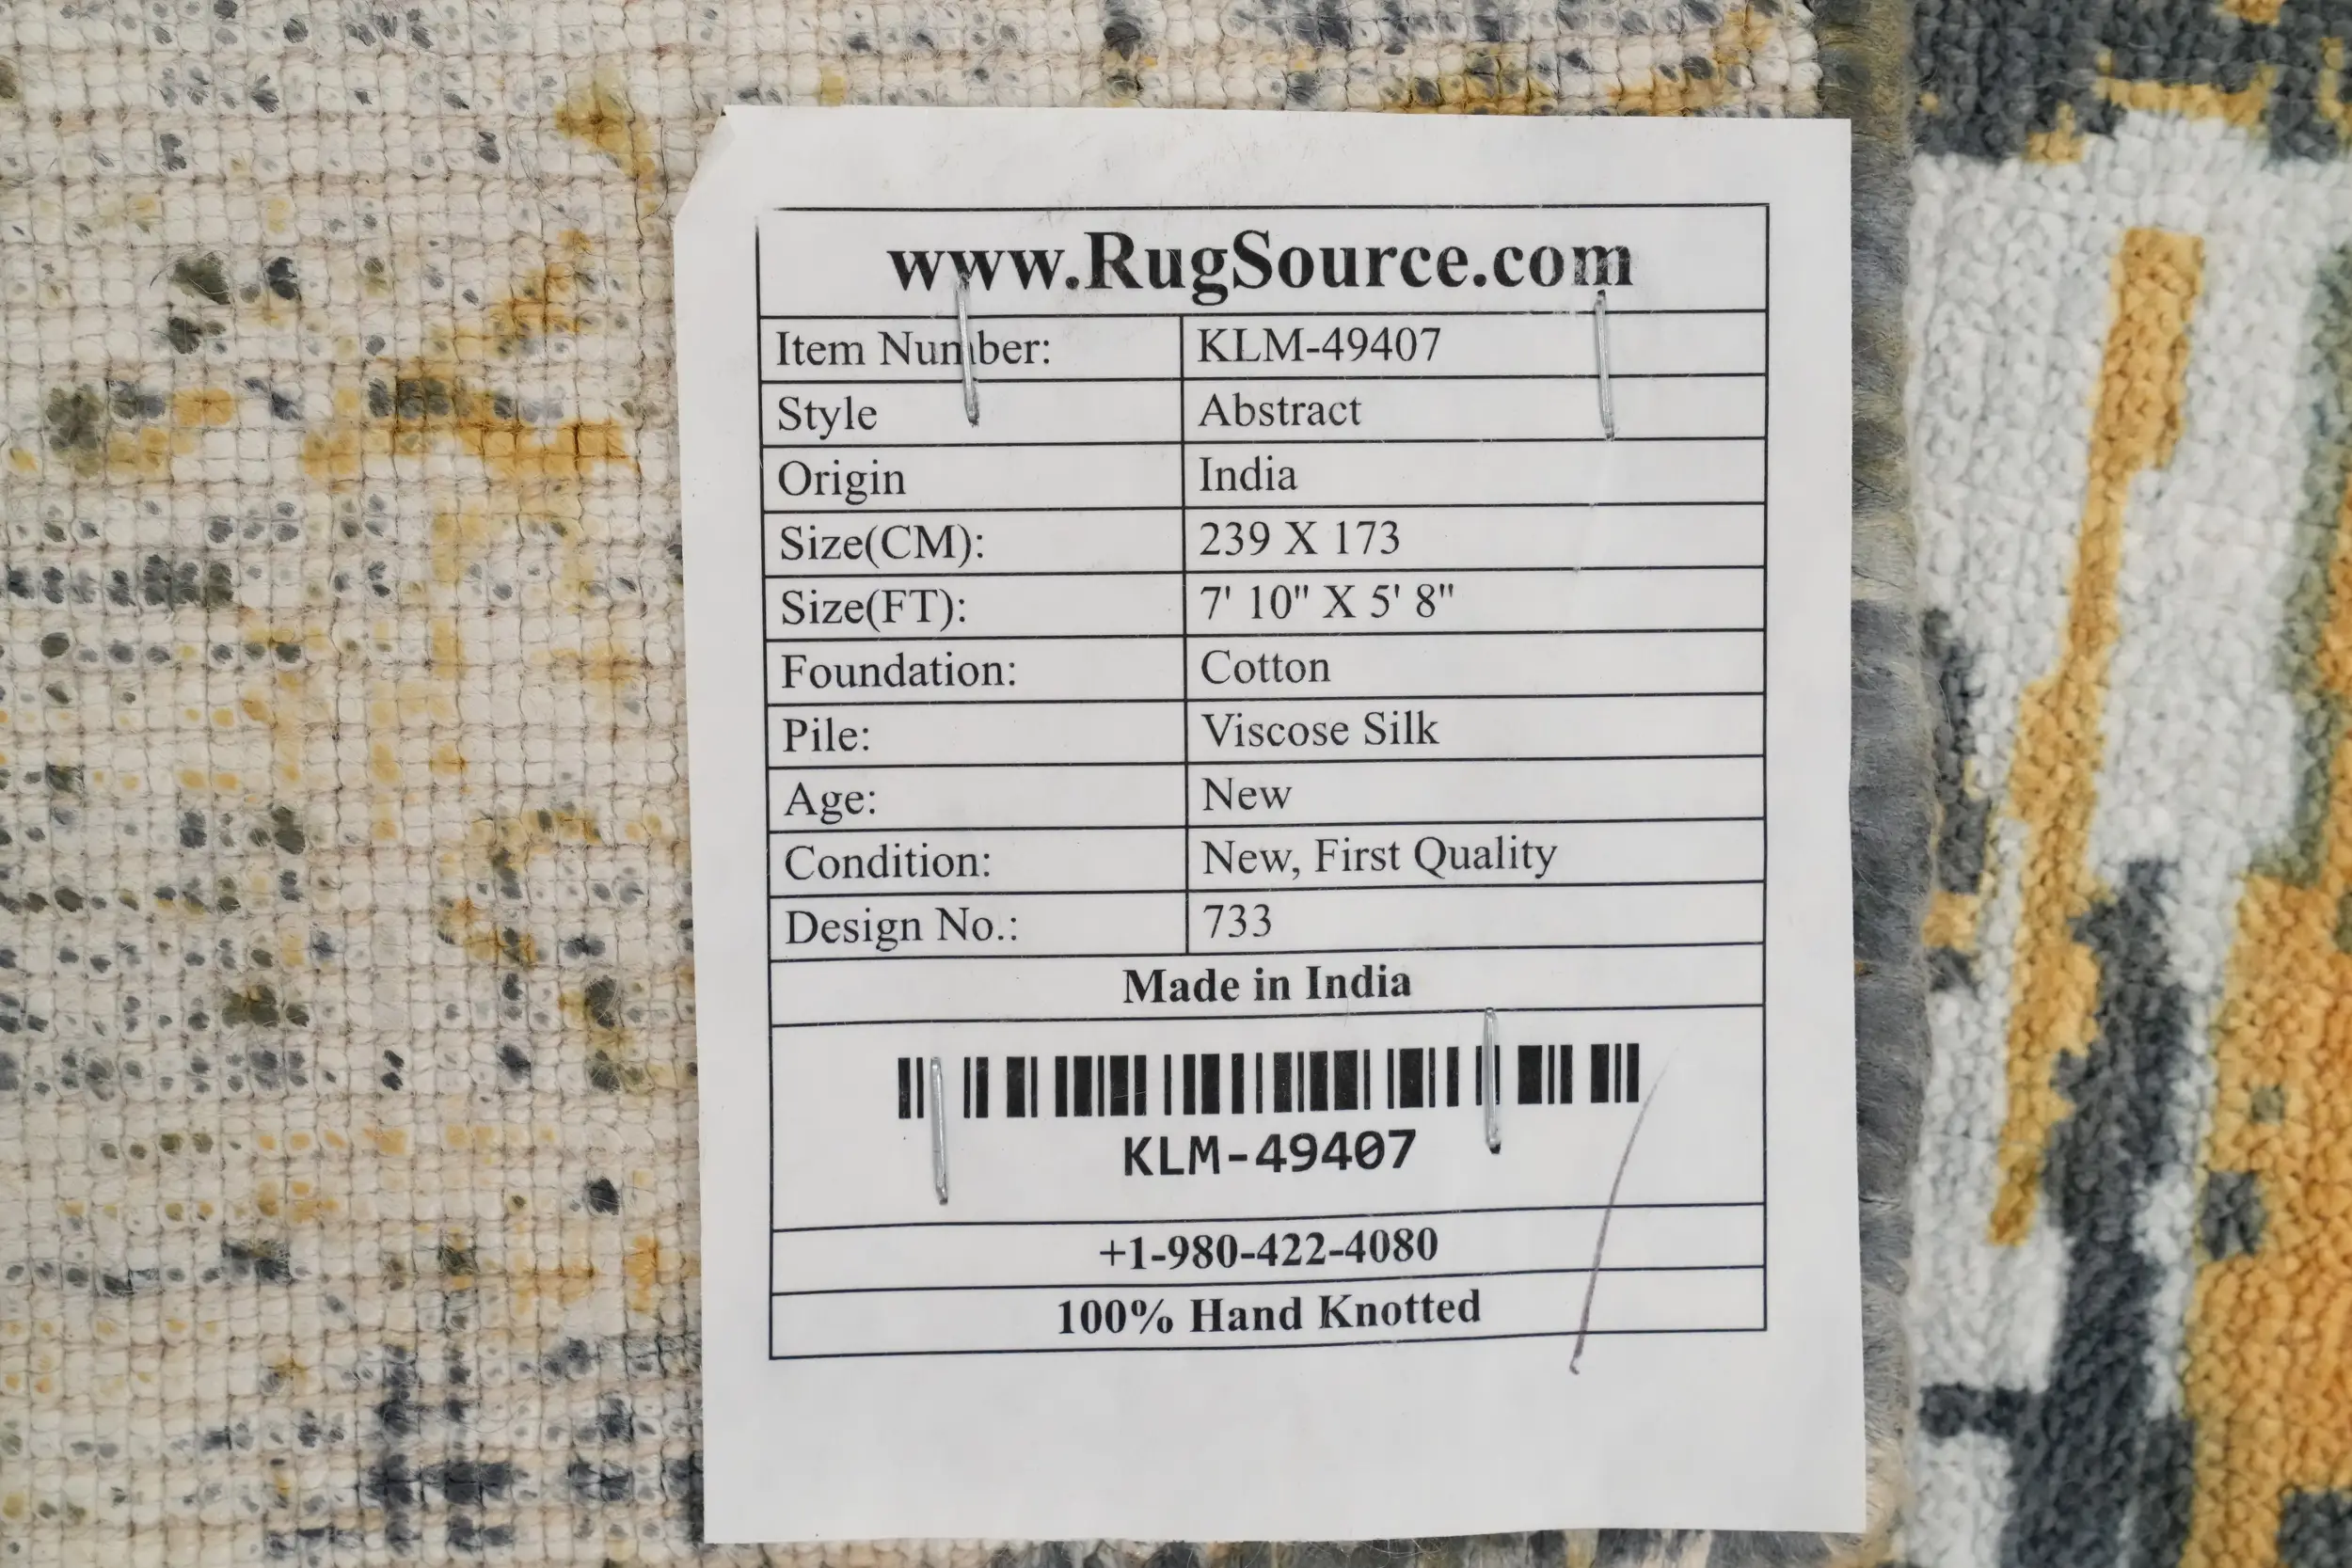 www.RugSource.com
Item Number: KLM-49407
Style Abstract
Origin India
Size(CM): 239 X 173
Size(FT): 7' 10" X 5' 8"
Foundation: Cotton
Pile: Viscose Silk
Age: New
Condition: New, First Quality
Design No.: 733
Made in India
KLM-49407
+1-980-422-4080
100% Hand Knotted